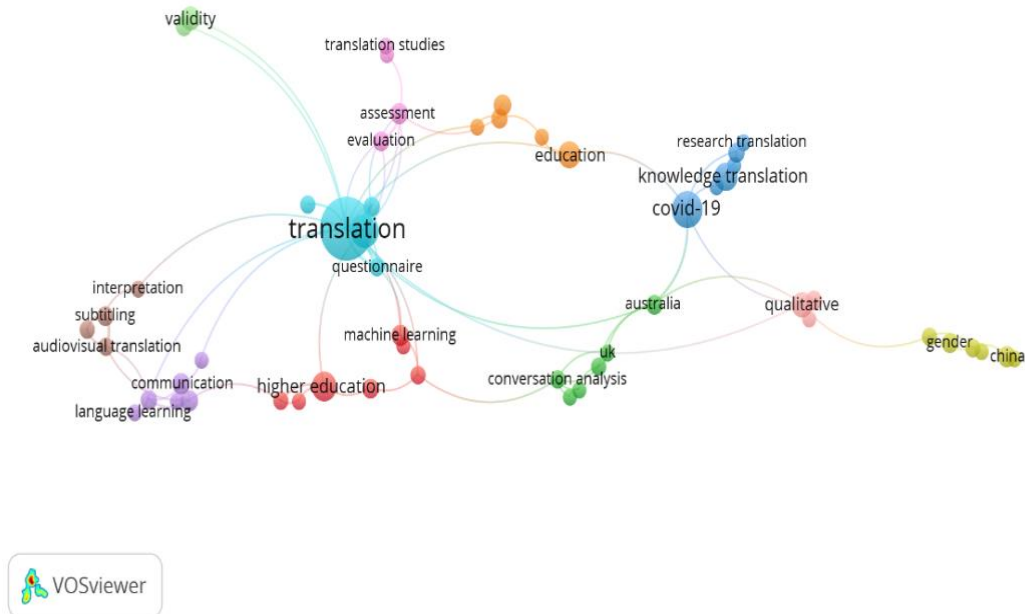 validity
translation studies
assessment
evaluation
education
research translation
knowledge translation
covid-19
translation
questionnaire
interpretation
subtitling
audiovisual translation
machine learning
australia
qualitative
uk
gender
china
communication
higher education
conversation analysis
language learning
VOSviewer